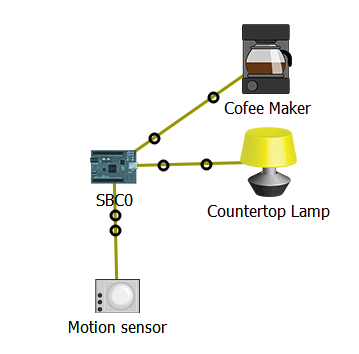 Cofee Maker
SBC0
Countertop Lamp
Motion sensor